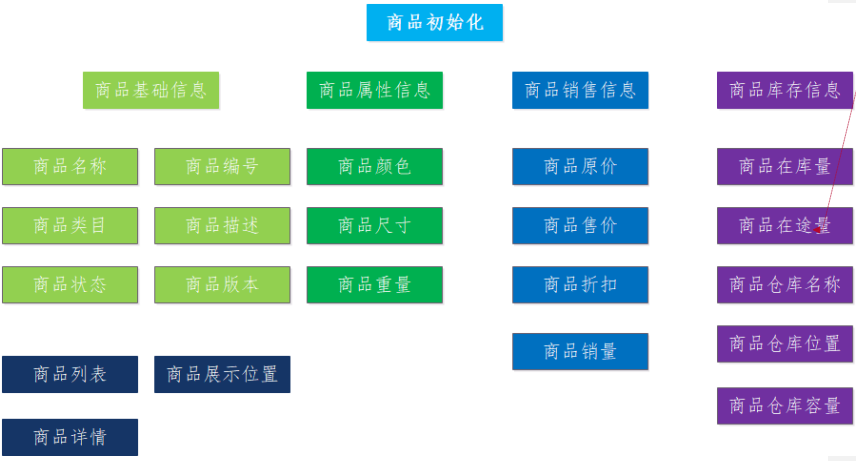 商品初始化
商品基础信息
商品属性信息
商品销售信息
商品库存信息
商品名称
商品编号
商品颜色
商品原价
商品在库量
商品类目
商品描述
商品尺寸
商品售价
商品在途量
商品状态
商品版本
商品重量
商品折扣
商品仓库名称
商品销量
商品仓库位置
商品列表
商品展示位置
商品仓库容量
商品详情